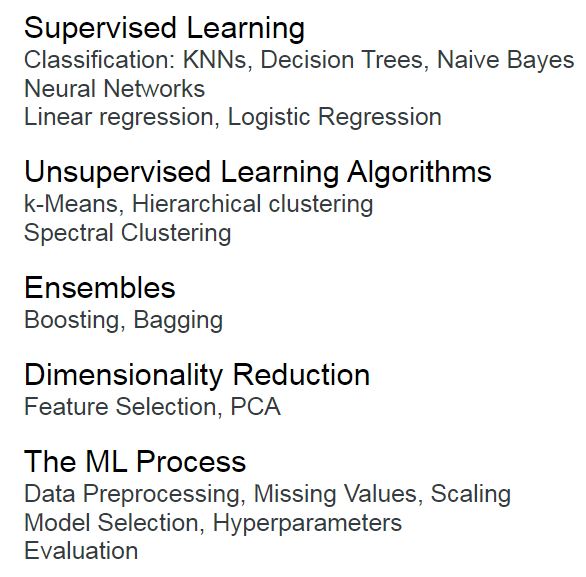 Supervised Learning
Classification: KNNs, Decision Trees, Naive Bayes
Neural Networks
Linear regression, Logistic Regression
Unsupervised Learning Algorithms
k-Means, Hierarchical clustering
Spectral Clustering
Ensembles
Boosting, Bagging
Dimensionality Reduction
Feature Selection, PCA
The ML Process
Data Preprocessing, Missing Values, Scaling
Model Selection, Hyperparameters
Evaluation